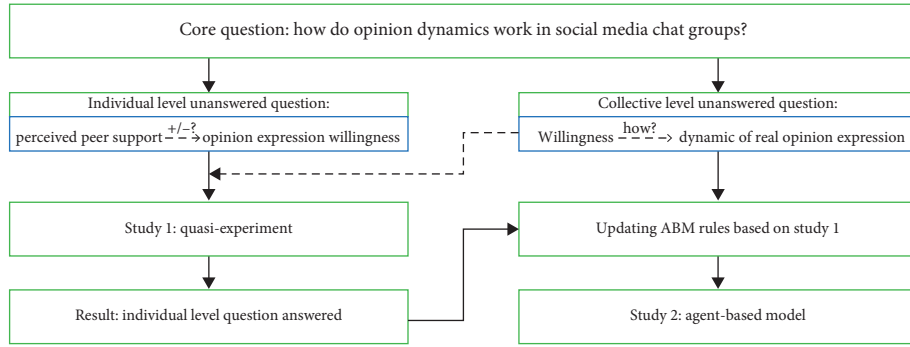 Core question: how do opinion dynamics work in social media chat groups?
Individual level unanswered question:
perceived peer support +/–? opinion expression willingness
Collective level unanswered question:
Willingness how? dynamic of real opinion expression
Study 1: quasi-experiment
Updating ABM rules based on study 1
Result: individual level question answered
Study 2: agent-based model